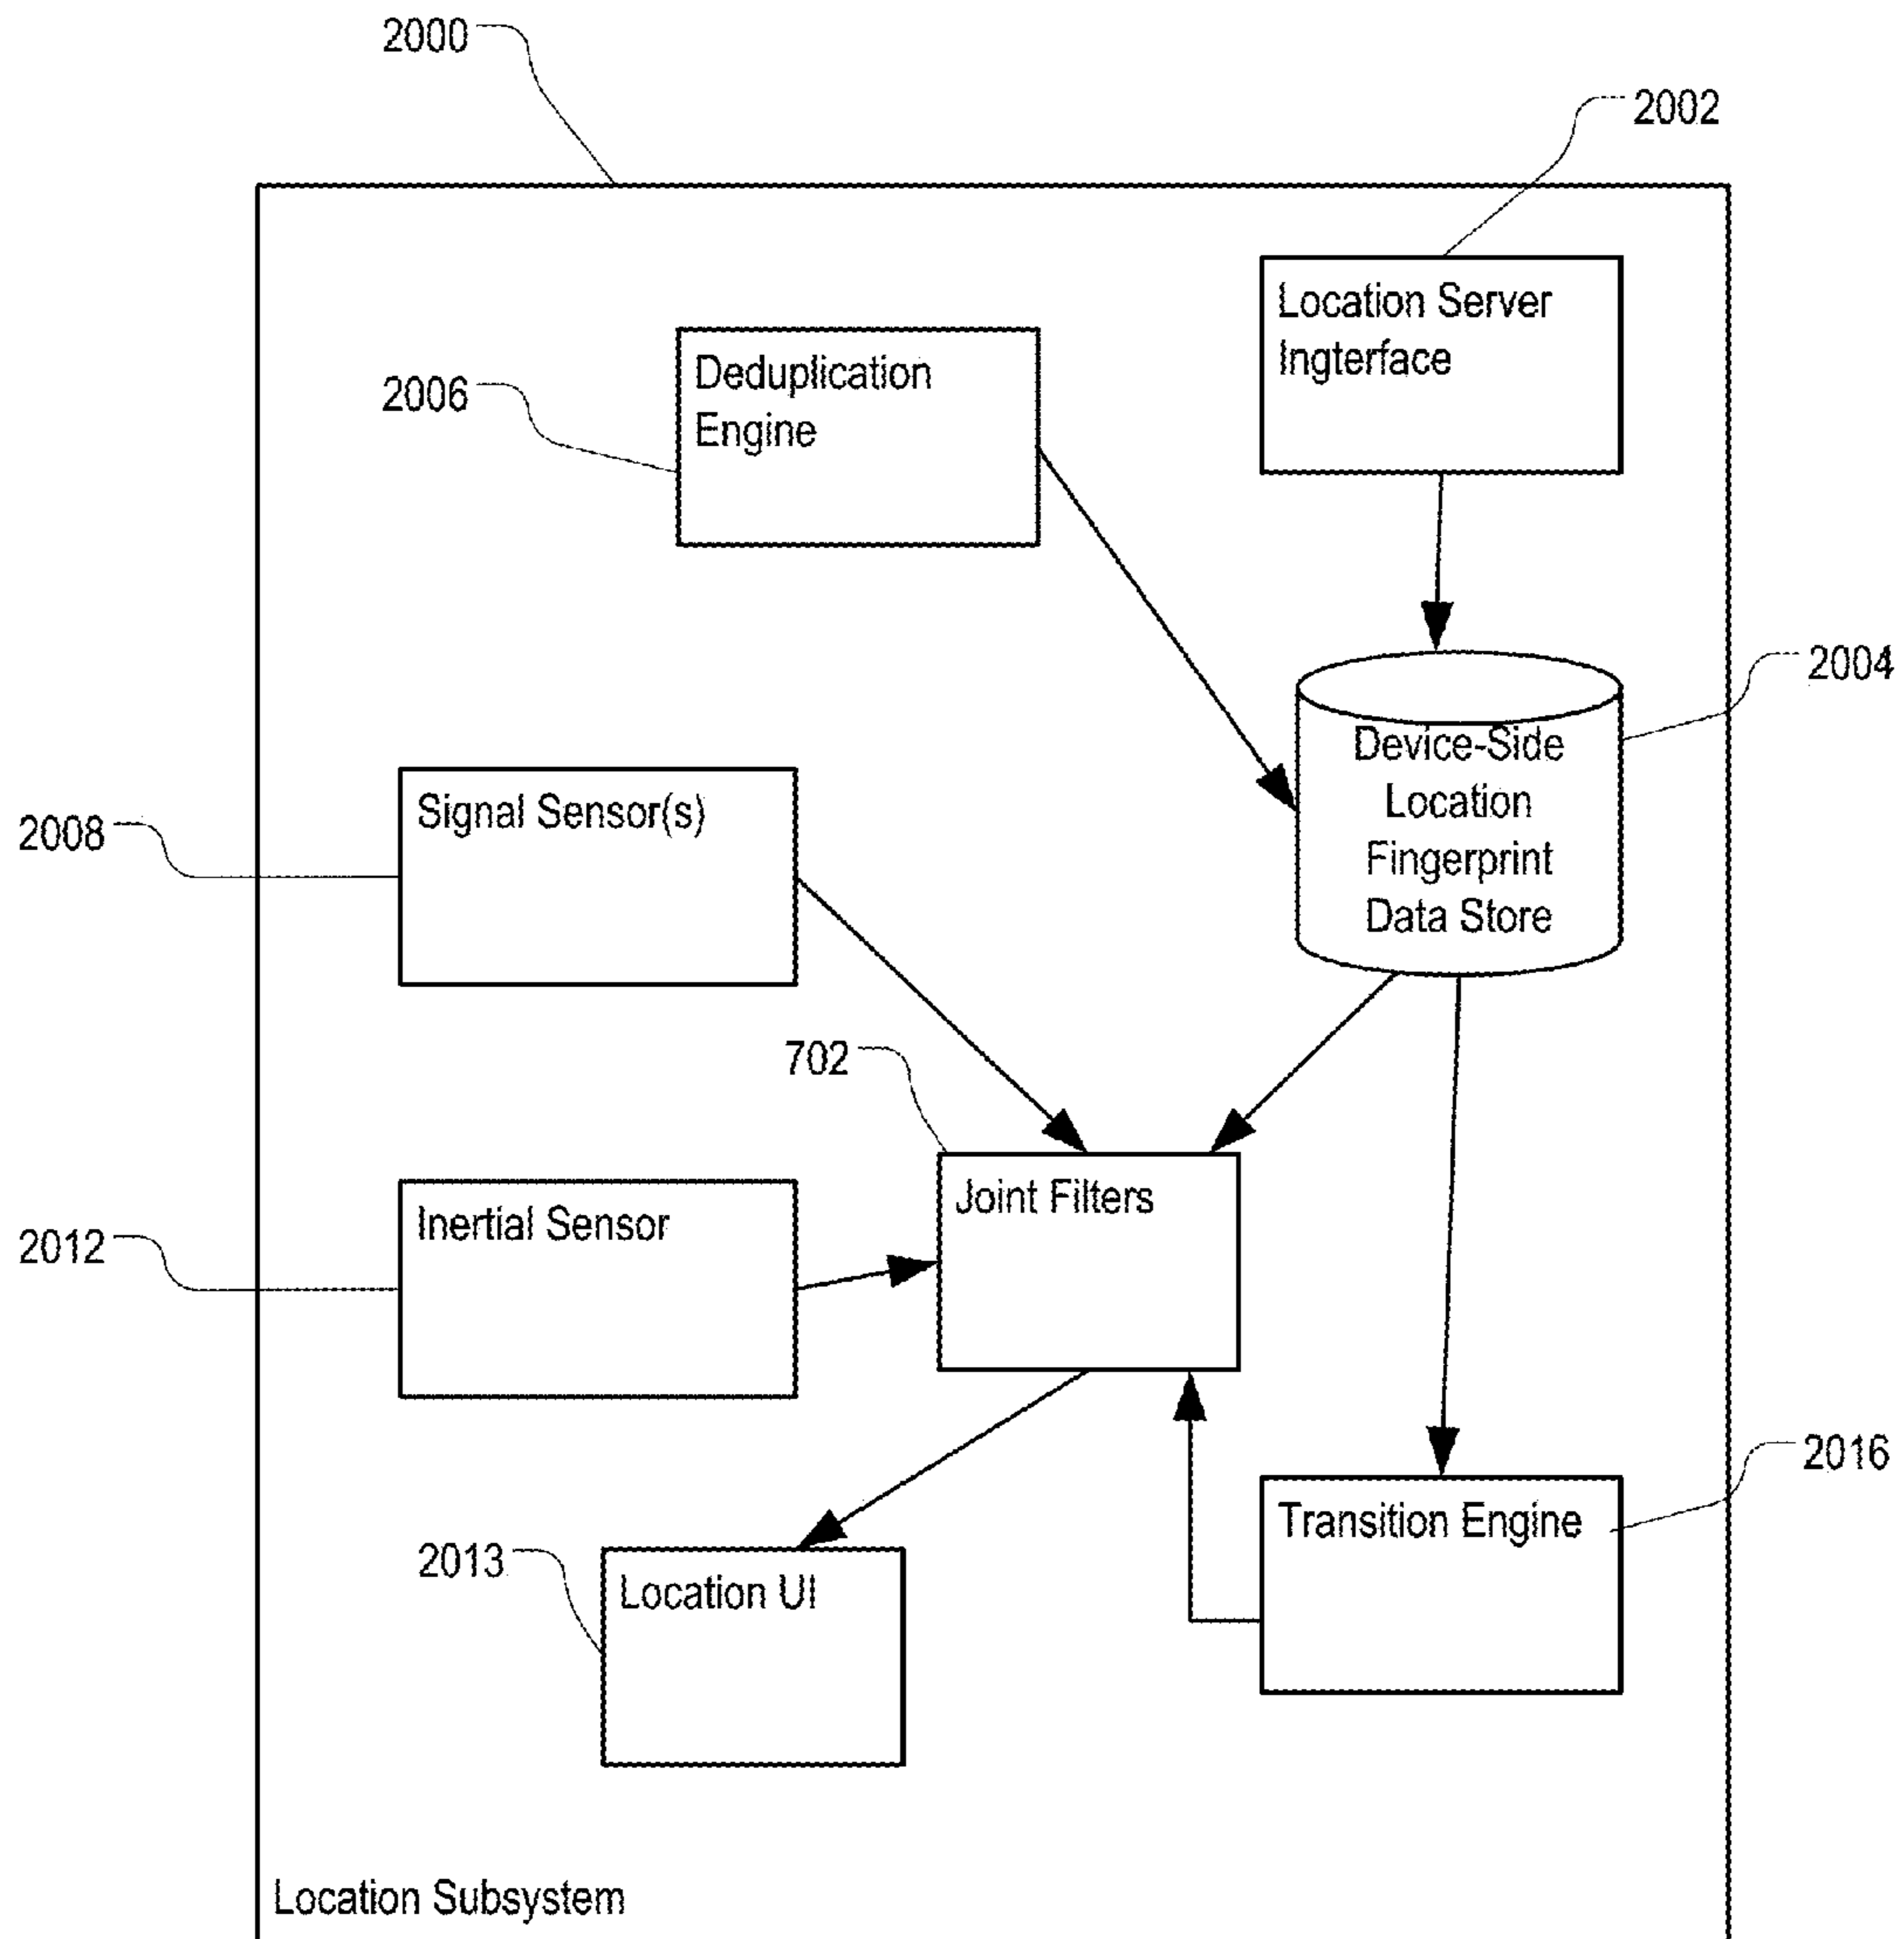 2000
2002
Location Server
Ingterface
Deduplication
Engine
2006
2004
Device-Side
Location
Fingerprint
Data Store
Signal Sensor(s)
2008
702
Joint Filters
Inertial Sensor
2012
2016
Transition Engine
2013
Location UI
Location Subsystem